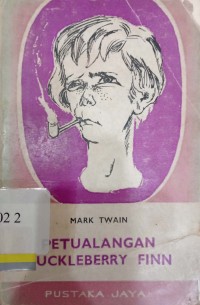 02 2
MARK TWAIN
PETUALANGAN
UCKLEBERRY FINN
PUSTAKA JAYA